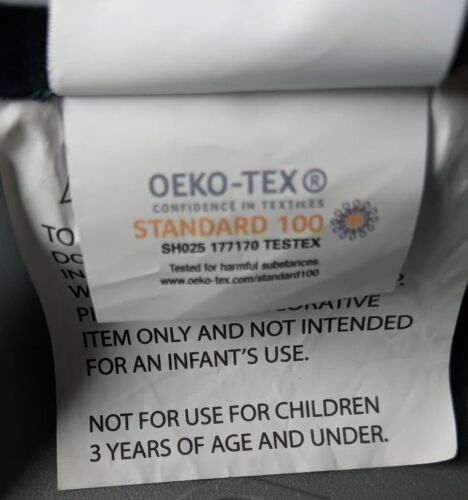 OEKO-TEX®
CONFIDENCE IN TEXTILES
STANDARD 100
SH025 177170 TESTEX
Tested for harmful substances.
www.oeko-tex.com/standard100
ITEM ONLY AND NOT INTENDED
FOR AN INFANT'S USE.
NOT FOR USE FOR CHILDREN
3 YEARS OF AGE AND UNDER.